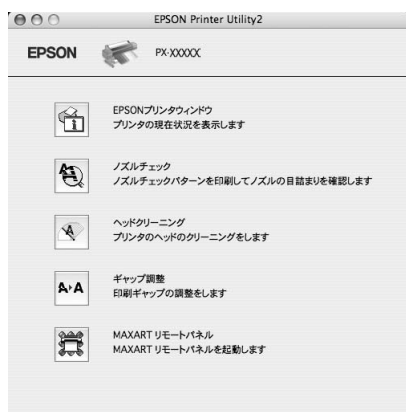 EPSON Printer Utility2
EPSON PX-XXXXX
EPSONプリンタウィンドウ
プリンタの現在状況を表示します
ノズルチェック
ノズルチェックパターンを印刷してノズルの目詰まりを確認します
ヘッドクリーニング
プリンタのヘッドのクリーニングをします
ギャップ調整
印刷ギャップの調整をします
MAXART リモートパネル
MAXART リモートパネルを起動します